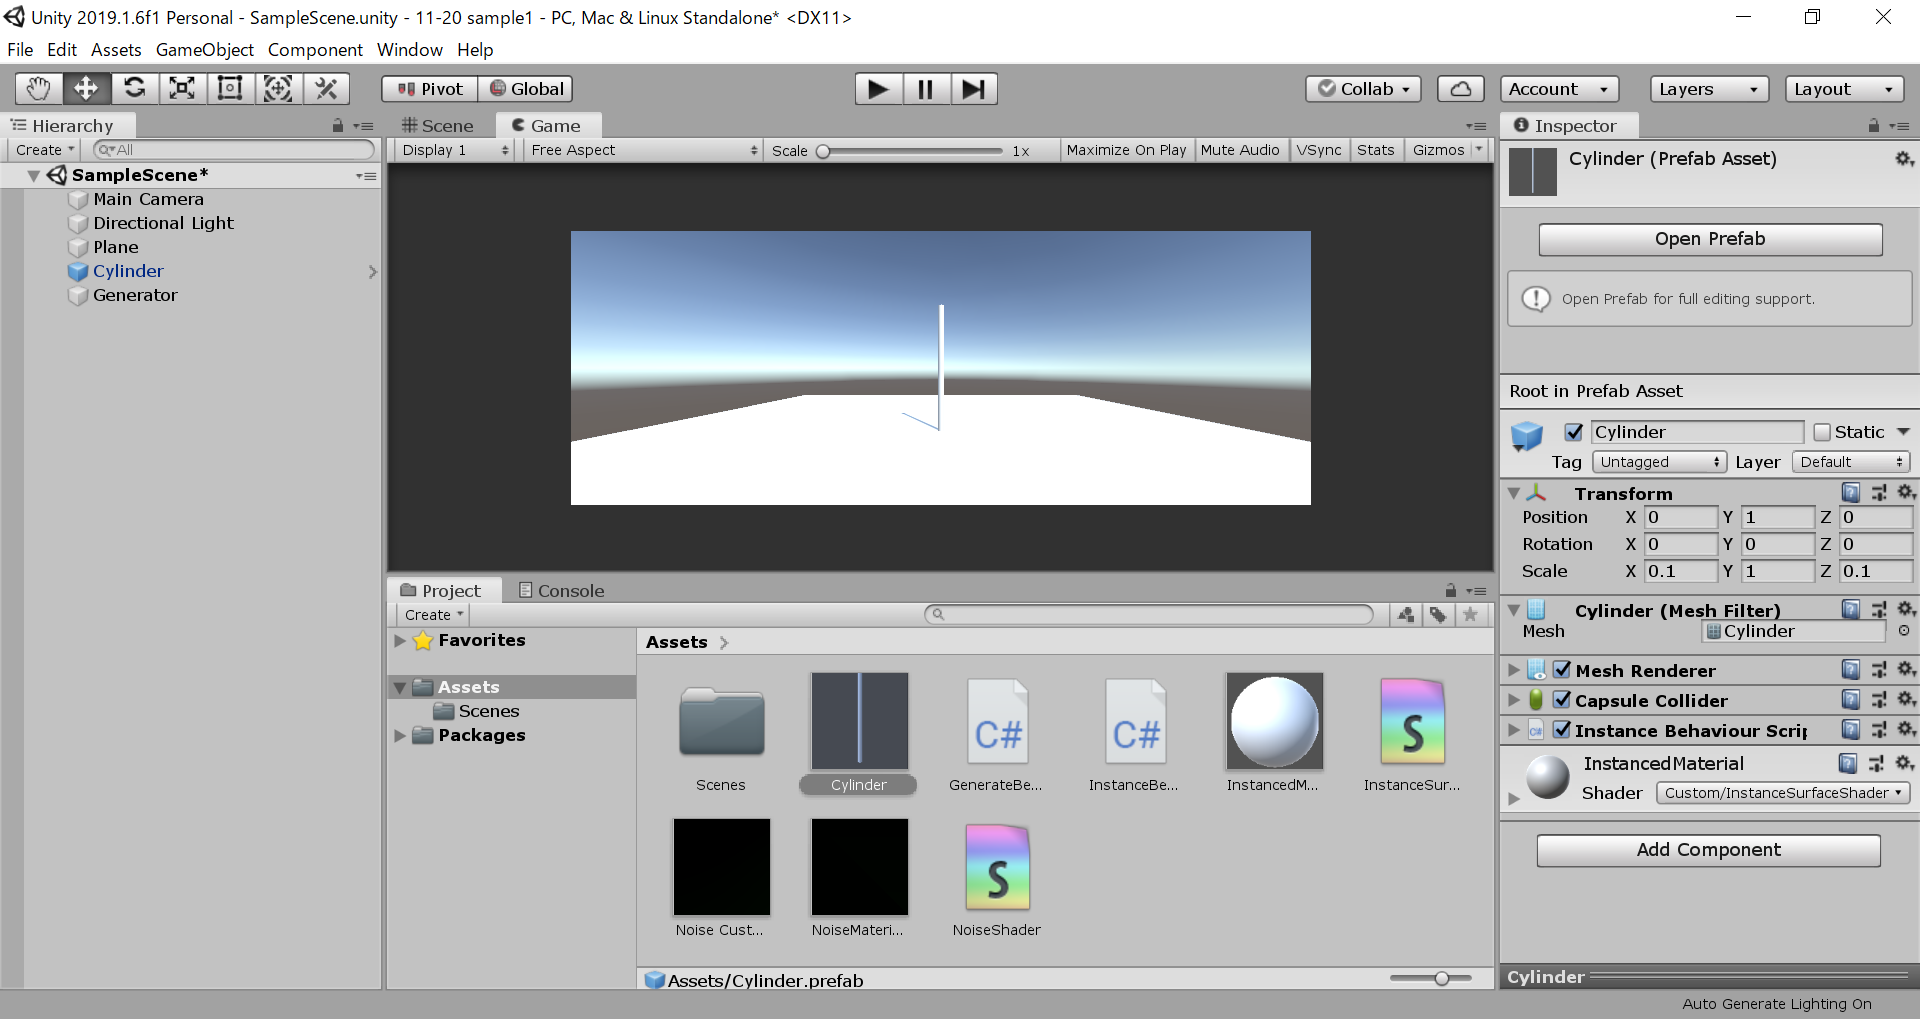 Unity 2019.1.6f1 Personal - SampleScene.unity - 11-20 sample1 - PC, Mac & Linux Standalone* <DX11>
File Edit Assets GameObject Component Window Help
Pivot Global Collab Account Layers Layout
Hierarchy
Create All
SampleScene*
Main Camera
Directional Light
Plane
Cylinder
Generator
Scene Game
Display 1 Free Aspect Scale 1x Maximize On Play Mute Audio VSync Stats Gizmos
Project Console
Create
Favorites
Assets
Scenes
Packages
Assets
Scenes Cylinder GenerateBe... InstanceBe... InstancedM... InstanceSur...
C# C# S
Noise Cust... NoiseMateri... NoiseShader
S
Assets/Cylinder.prefab
Inspector
Cylinder (Prefab Asset)
Open Prefab
Open Prefab for full editing support.
Root in Prefab Asset
Cylinder Static
Tag Untagged Layer Default
Transform
Position X 0 Y 1 Z 0
Rotation X 0 Y 0 Z 0
Scale X 0.1 Y 1 Z 0.1
Cylinder (Mesh Filter)
Mesh Cylinder
Mesh Renderer
Capsule Collider
C# Instance Behaviour Scrip
InstancedMaterial
Shader Custom/InstanceSurfaceShader
Add Component
Cylinder
Auto Generate Lighting On